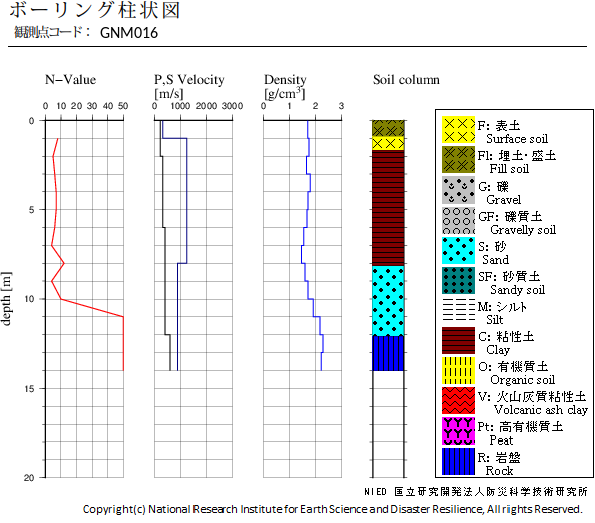 ボーリング柱状図
観測点コード： GNM016
N-Value
P,S Velocity
[m/s]
Density
[g/cm³]
Soil column
0 10 20 30 40 50
0 1000 2000 3000
0 1 2 3
0
5
10
15
20
depth [m]
F: 表土
Surface soil
Fl: 埋土・盛土
Fill soil
G: 礫
Gravel
GF: 礫質土
Gravelly soil
S: 砂
Sand
SF: 砂質土
Sandy soil
M: シルト
Silt
C: 粘性土
Clay
O: 有機質土
Organic soil
V: 火山灰質粘性土
Volcanic ash clay
Pt: 高有機質土
Peat
R: 岩盤
Rock
NIED 国立研究開発法人防災科学技術研究所
Copyright(c) National Research Institute for Earth Science and Disaster Resilience, All rights Reserved.